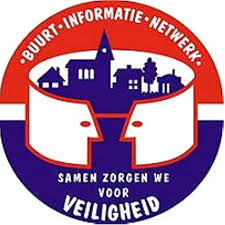 · BUURT · INFORMATIE · NETWERK ·
SAMEN ZORGEN WE
VOOR
VEILIGHEID